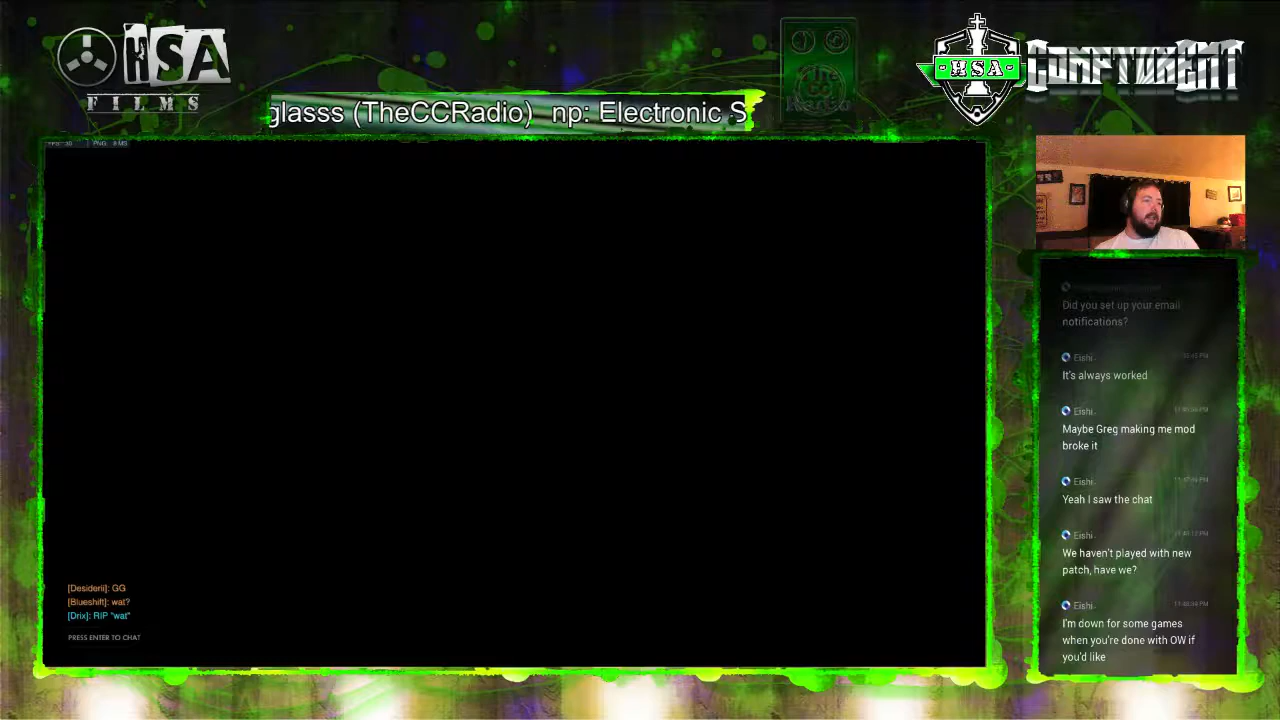 HSA
FILMS
glasss (TheCCRadio) np: Electronic S
The
CC
Radio
HSA
[Desiderii]: GG
[Blueshift]: wat?
[Drix]: RIP "wat"
PRESS ENTER TO CHAT
Did you set up your email
notifications?
Eishi
It's always worked
Eishi
Maybe Greg making me mod
broke it
Eishi
Yeah I saw the chat
Eishi
We haven't played with new
patch, have we?
Eishi
I'm down for some games
when you're done with OW if
you'd like